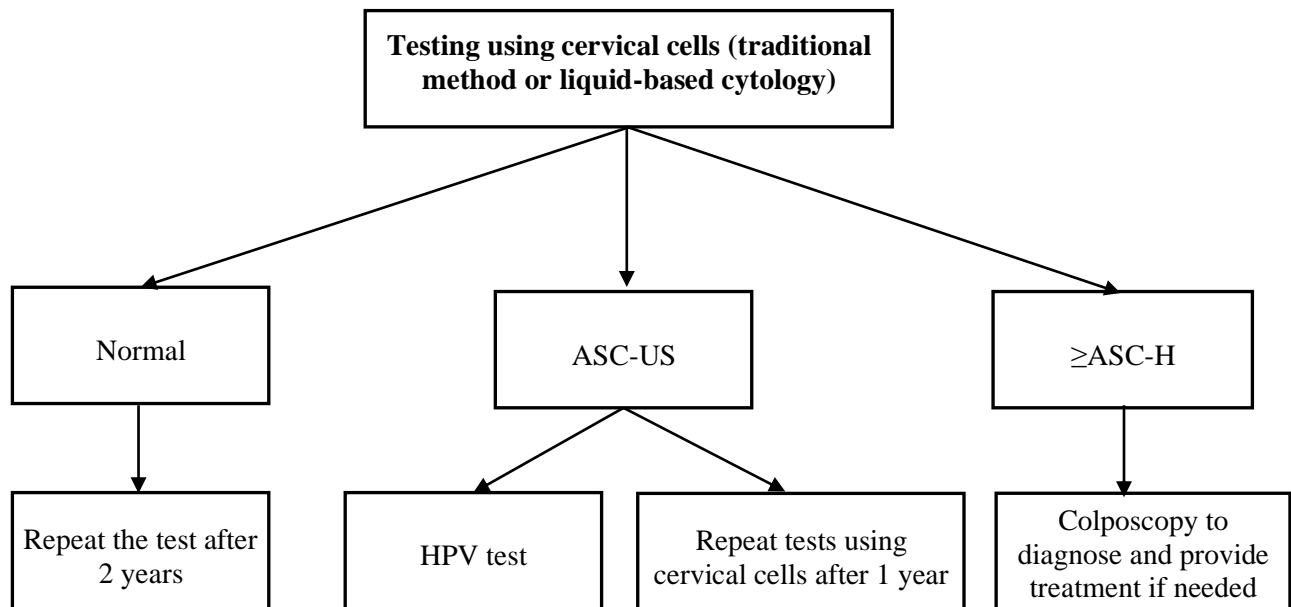 Testing using cervical cells (traditional
method or liquid-based cytology)
Normal
ASC-US
≥ASC-H
Repeat the test after
2 years
HPV test
Repeat tests using
cervical cells after 1 year
Colposcopy to
diagnose and provide
treatment if needed